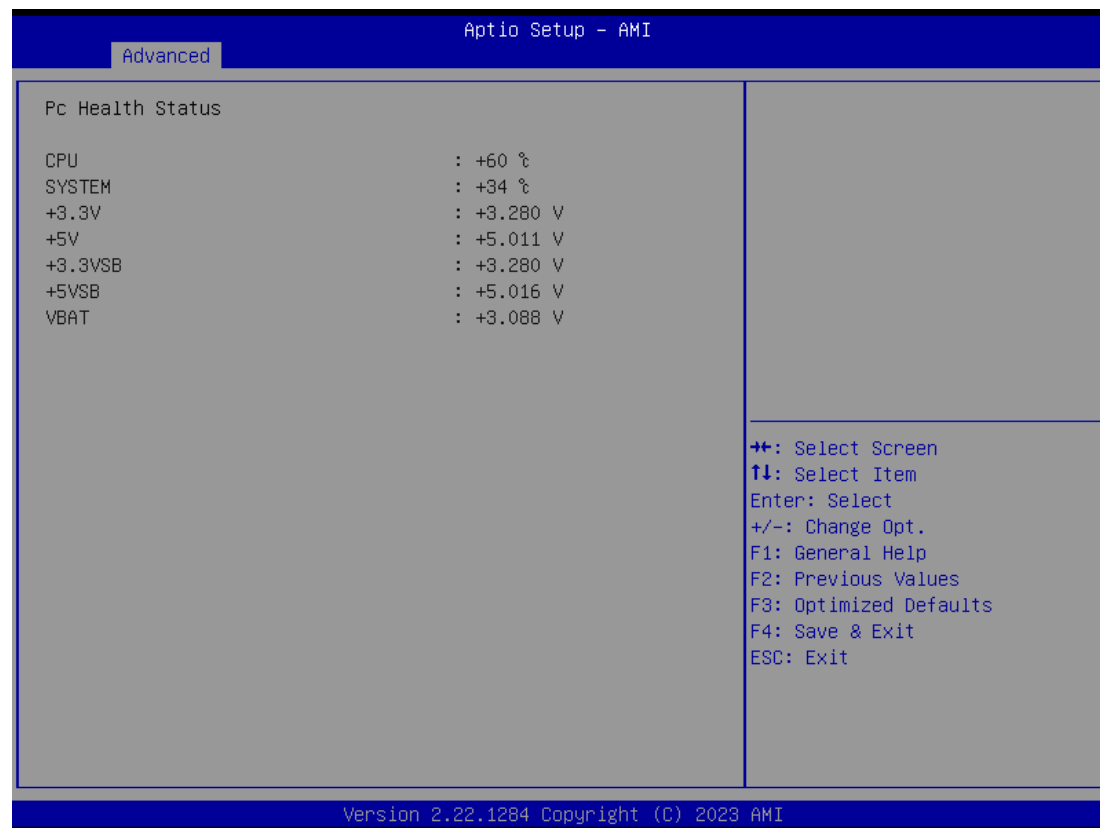 Aptio Setup – AMI
Advanced
Pc Health Status
CPU : +60 ℃
SYSTEM : +34 ℃
+3.3V : +3.280 V
+5V : +5.011 V
+3.3VSB : +3.280 V
+5VSB : +5.016 V
VBAT : +3.088 V
→←: Select Screen
↑↓: Select Item
Enter: Select
+/-: Change Opt.
F1: General Help
F2: Previous Values
F3: Optimized Defaults
F4: Save & Exit
ESC: Exit
Version 2.22.1284 Copyright (C) 2023 AMI